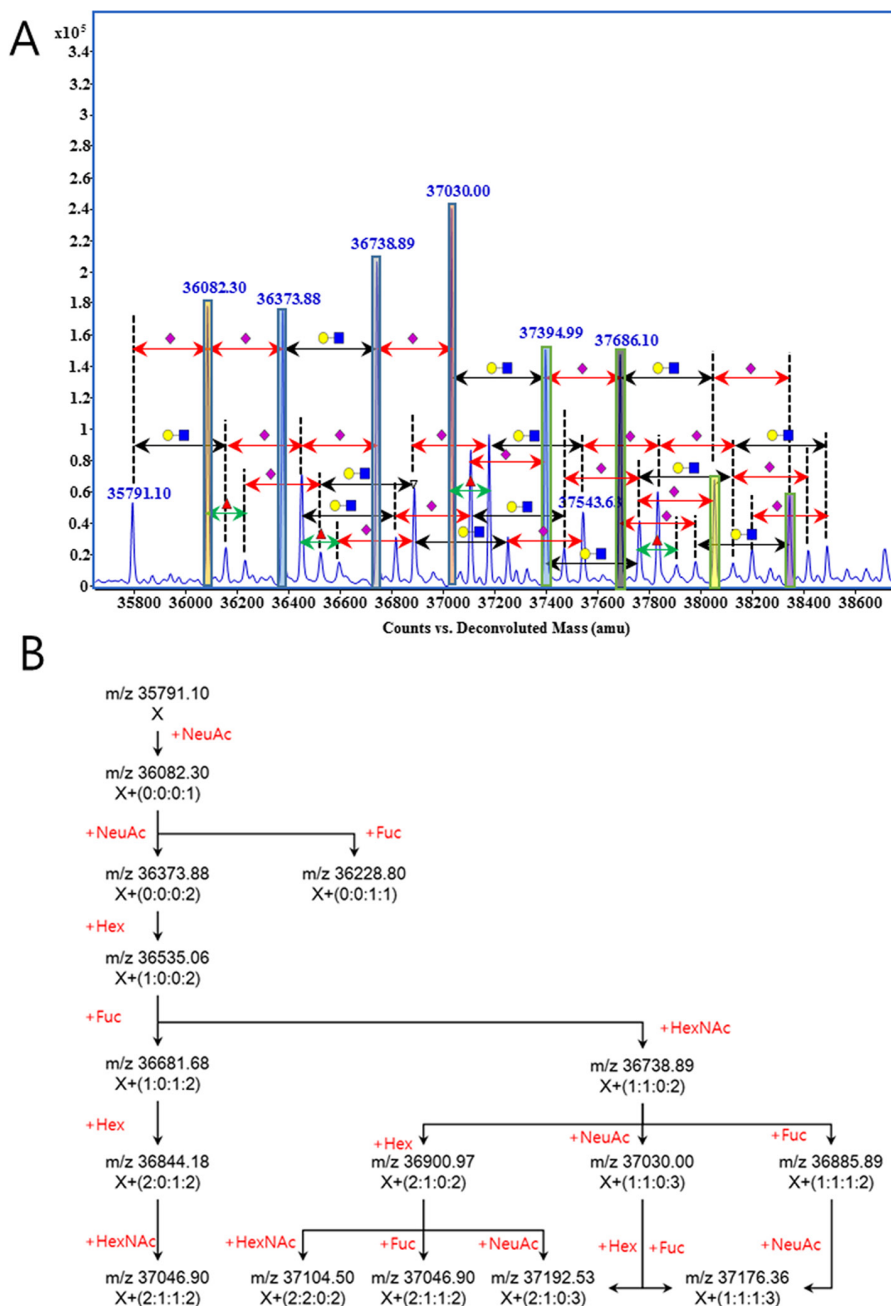 A
x10⁵
3.4
3.2
3
2.8
2.6
2.4
2.2
2
1.8
1.6
1.4
1.2
1
0.8
0.6
0.4
0.2
0
37030.00
36738.89
36082.30
36373.88
37394.99
37686.10
35791.10
37543.63
35800 36000 36200 36400 36600 36800 37000 37200 37400 37600 37800 38000 38200 38400 38600
Counts vs. Deconvoluted Mass (amu)
B
m/z 35791.10
X
+NeuAc
m/z 36082.30
X+(0:0:0:1)
+NeuAc +Fuc
m/z 36373.88 m/z 36228.80
X+(0:0:0:2) X+(0:0:1:1)
+Hex
m/z 36535.06
X+(1:0:0:2)
+Fuc +HexNAc
m/z 36681.68 m/z 36738.89
X+(1:0:1:2) X+(1:1:0:2)
+Hex +Hex +NeuAc +Fuc
m/z 36844.18 m/z 36900.97 m/z 37030.00 m/z 36885.89
X+(2:0:1:2) X+(2:1:0:2) X+(1:1:0:3) X+(1:1:1:2)
+HexNAc +HexNAc +Fuc +NeuAc +Hex +Fuc +NeuAc
m/z 37046.90 m/z 37104.50 m/z 37046.90 m/z 37192.53 m/z 37176.36
X+(2:1:1:2) X+(2:2:0:2) X+(2:1:1:2) X+(2:1:0:3) X+(1:1:1:3)